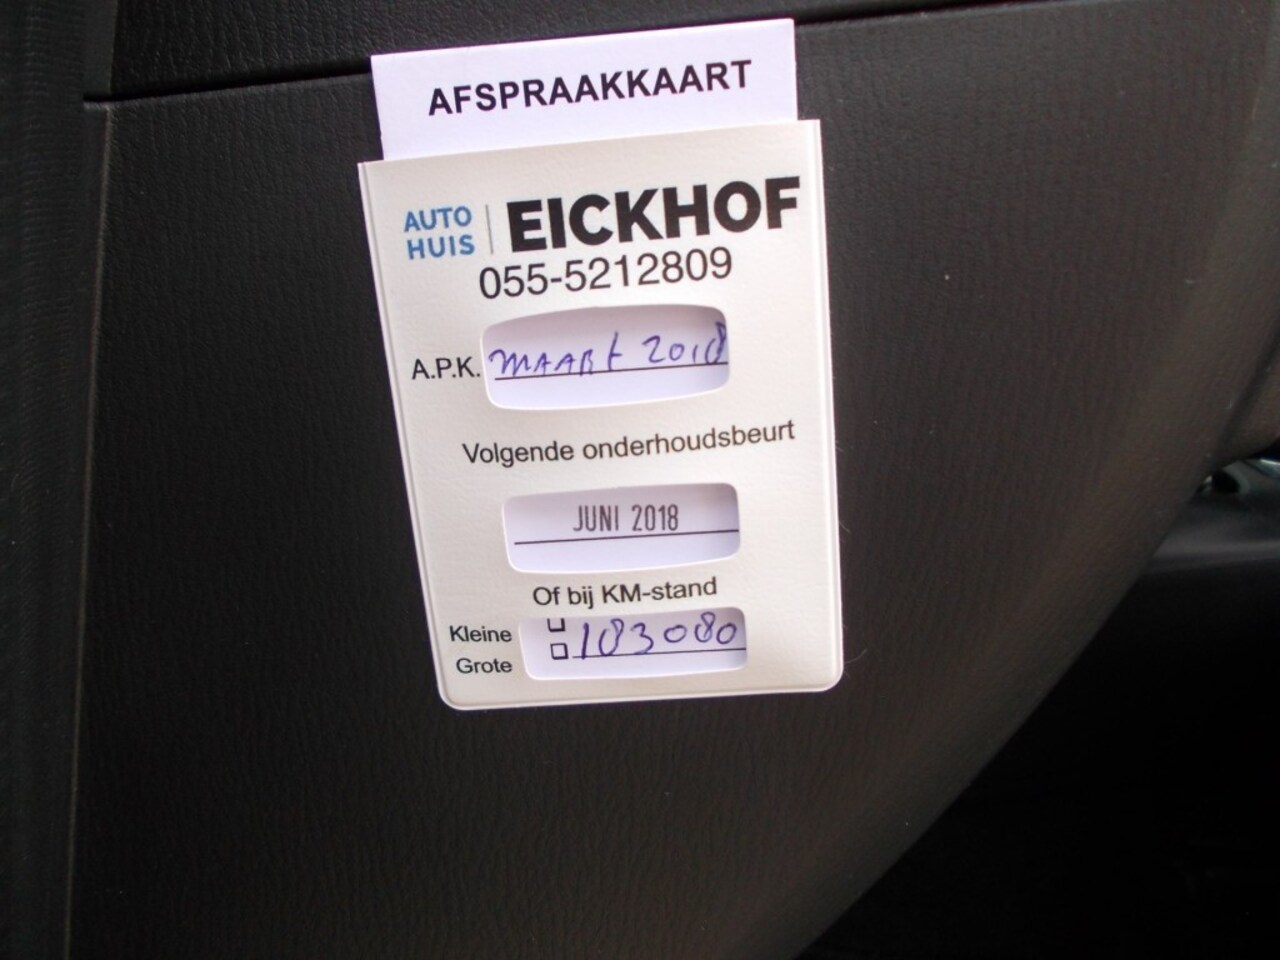 AFSPRAAKKAART
AUTO HUIS EICKHOF
055-5212809
A.P.K. MAART 2018
Volgende onderhoudsbeurt
JUNI 2018
Of bij KM-stand
Kleine
183080
Grote